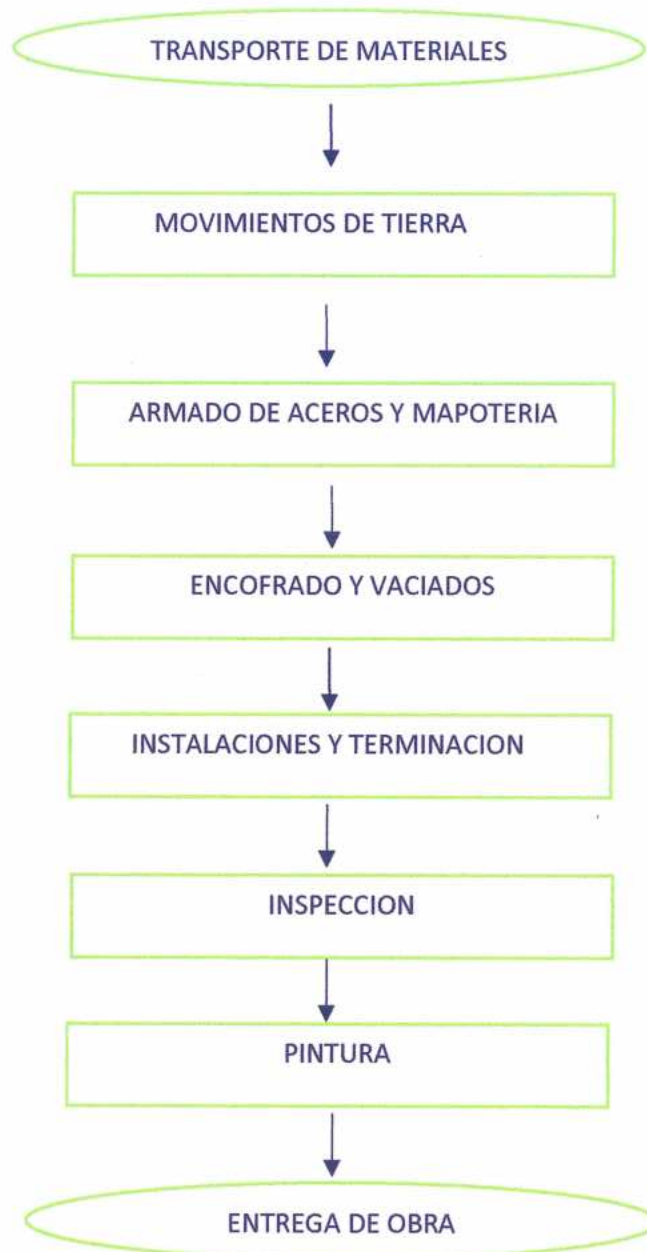 TRANSPORTE DE MATERIALES
MOVIMIENTOS DE TIERRA
ARMADO DE ACEROS Y MAPOTERIA
ENCOFRADO Y VACIADOS
INSTALACIONES Y TERMINACION
INSPECCION
PINTURA
ENTREGA DE OBRA